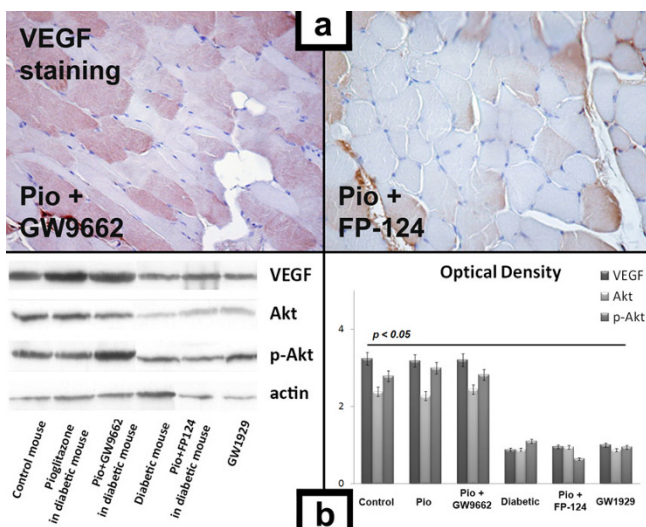 VEGF
staining
a
Pio +
GW9662
Pio +
FP-124
VEGF
Akt
p-Akt
actin
Control mouse
Pioglitazone
in diabetic mouse
Pio+GW9662
in diabetic mouse
Diabetic mouse
Pio+FP124
in diabetic mouse
GW1929
b
Optical Density
VEGF
Akt
p-Akt
p < 0.05
4
2
0
Control
Pio
Pio +
GW9662
Diabetic
Pio +
FP-124
GW1929